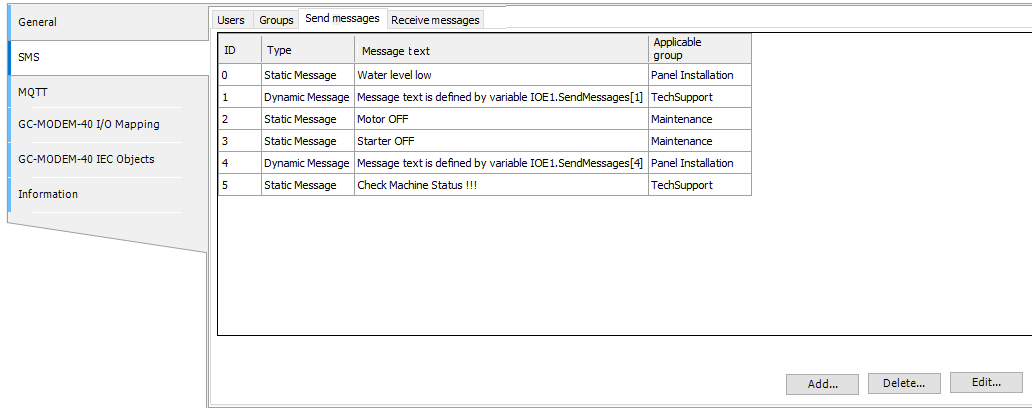 General
SMS
MQTT
GC-MODEM-40 I/O Mapping
GC-MODEM-40 IEC Objects
Information
Users Groups Send messages Receive messages
ID Type Message text Applicable group
0 Static Message Water level low Panel Installation
1 Dynamic Message Message text is defined by variable IOE1.SendMessages[1] TechSupport
2 Static Message Motor OFF Maintenance
3 Static Message Starter OFF Maintenance
4 Dynamic Message Message text is defined by variable IOE1.SendMessages[4] Panel Installation
5 Static Message Check Machine Status !!! TechSupport
Add... Delete... Edit...